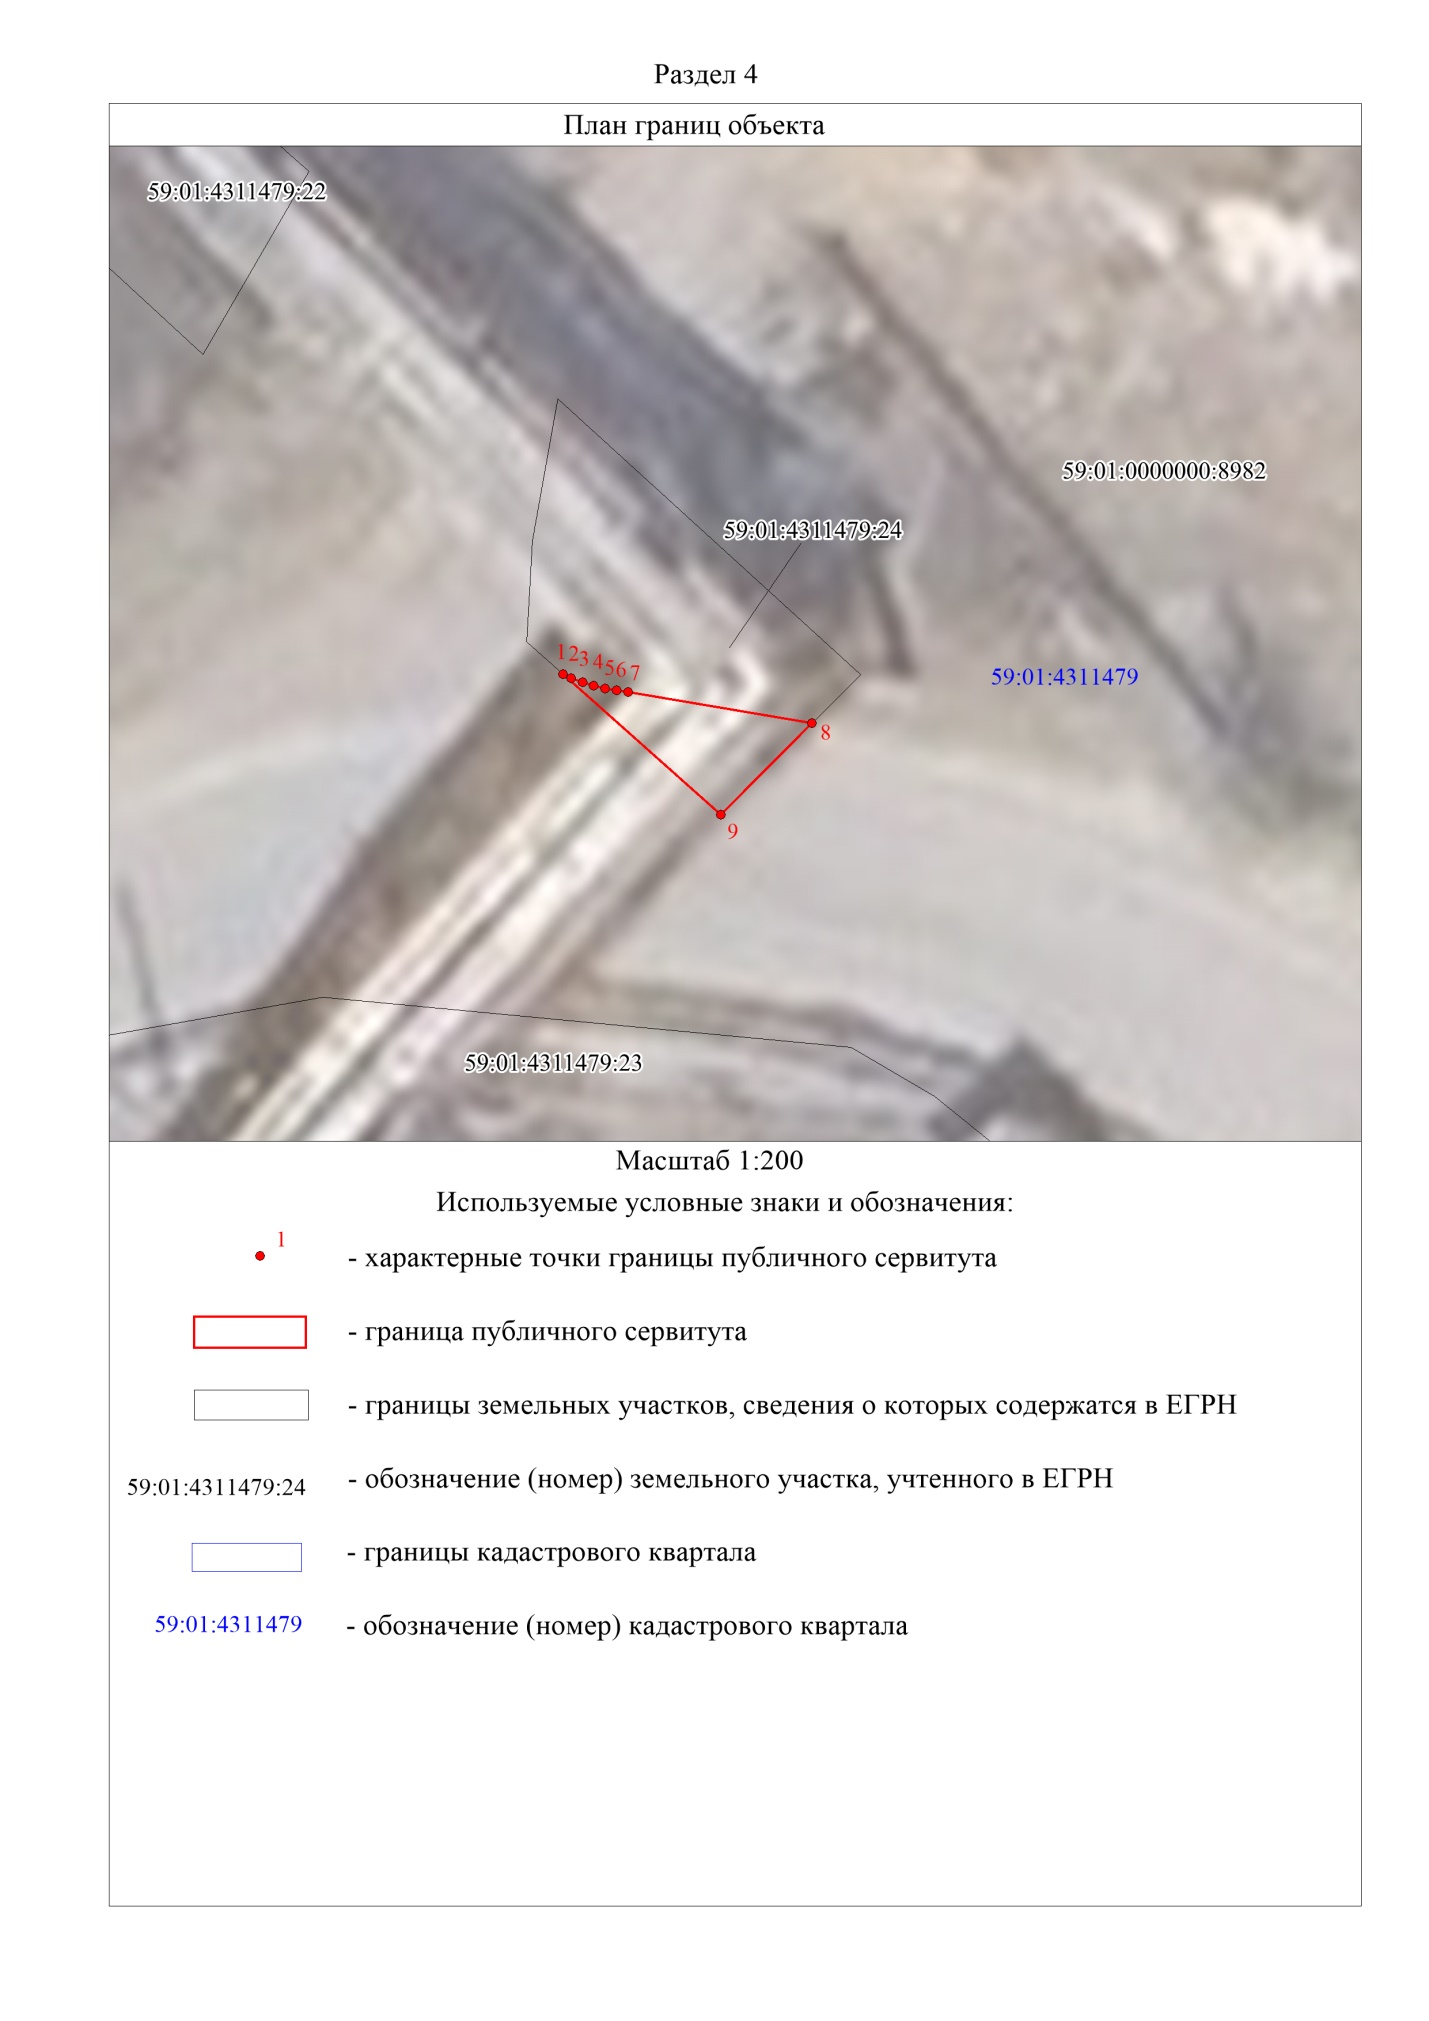 Раздел 4
План границ объекта
59:01:4311479:22
59:01:0000000:8982
59:01:4311479:24
1 2 3 4 5 6 7
59:01:4311479
8
9
59:01:4311479:23
Масштаб 1:200
Используемые условные знаки и обозначения:
1
- характерные точки границы публичного сервитута
- граница публичного сервитута
- границы земельных участков, сведения о которых содержатся в ЕГРН
59:01:4311479:24 - обозначение (номер) земельного участка, учтенного в ЕГРН
- границы кадастрового квартала
59:01:4311479 - обозначение (номер) кадастрового квартала